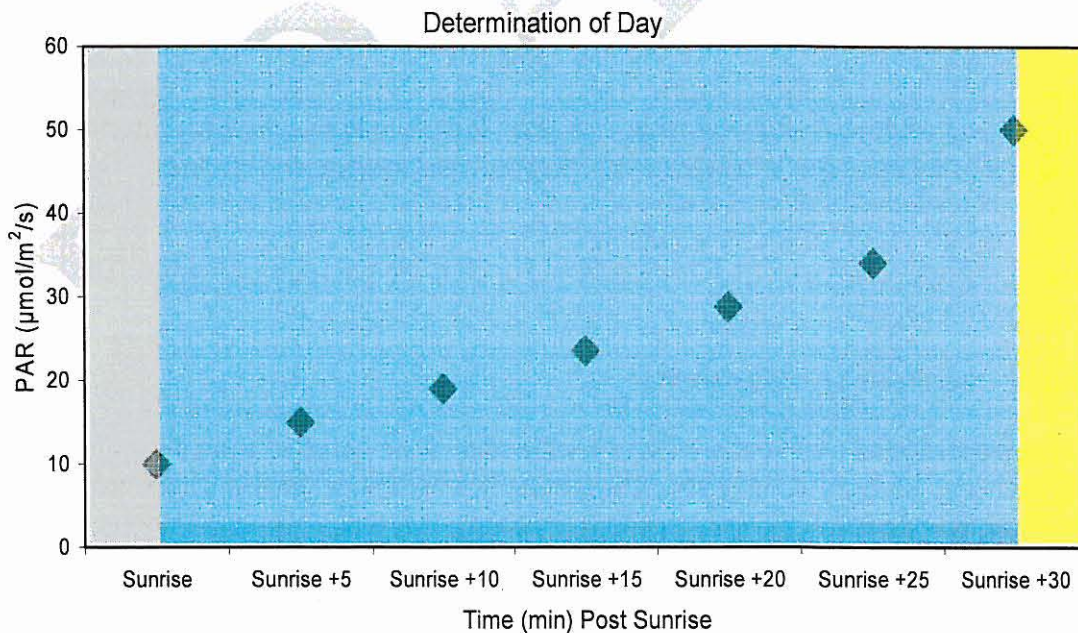 Determination of Day
60
50
40
30
20
10
0
PAR (µmol/m²/s)
Sunrise Sunrise +5 Sunrise +10 Sunrise +15 Sunrise +20 Sunrise +25 Sunrise +30
Time (min) Post Sunrise